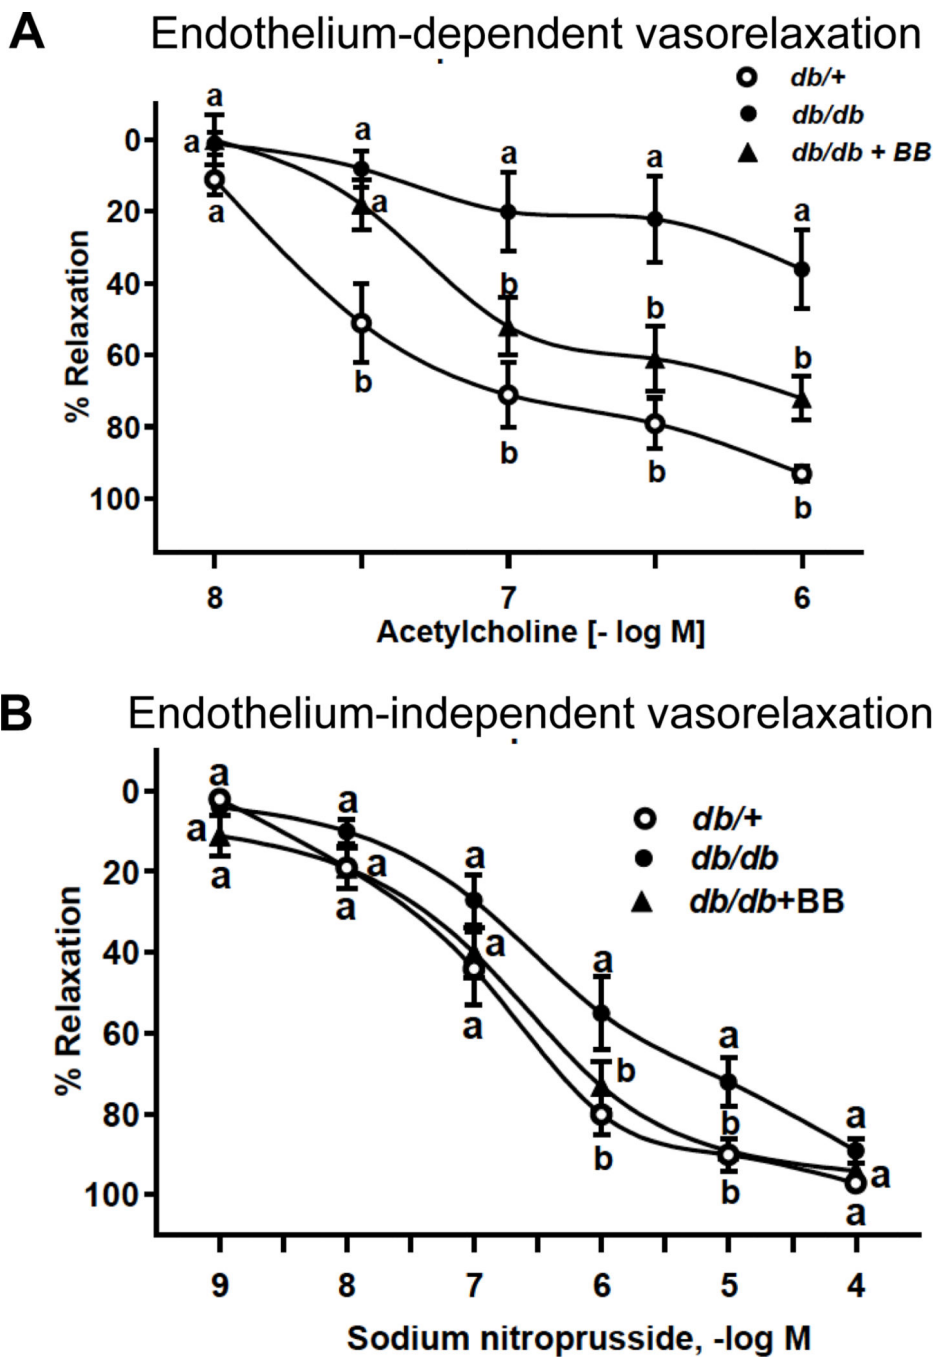 A Endothelium-dependent vasorelaxation
db/+
db/db
db/db + BB
a
a
a
a
a
a
a
a
a
b
b
b
b
b
b
b
0
20
40
60
80
100
% Relaxation
8 7 6
Acetylcholine [- log M]
B Endothelium-independent vasorelaxation
db/+
db/db
db/db+BB
a
a
a
a
a
a
a
a
a
a
b
b
a
b
b
a
a
a
0
20
40
60
80
100
% Relaxation
9 8 7 6 5 4
Sodium nitroprusside, -log M